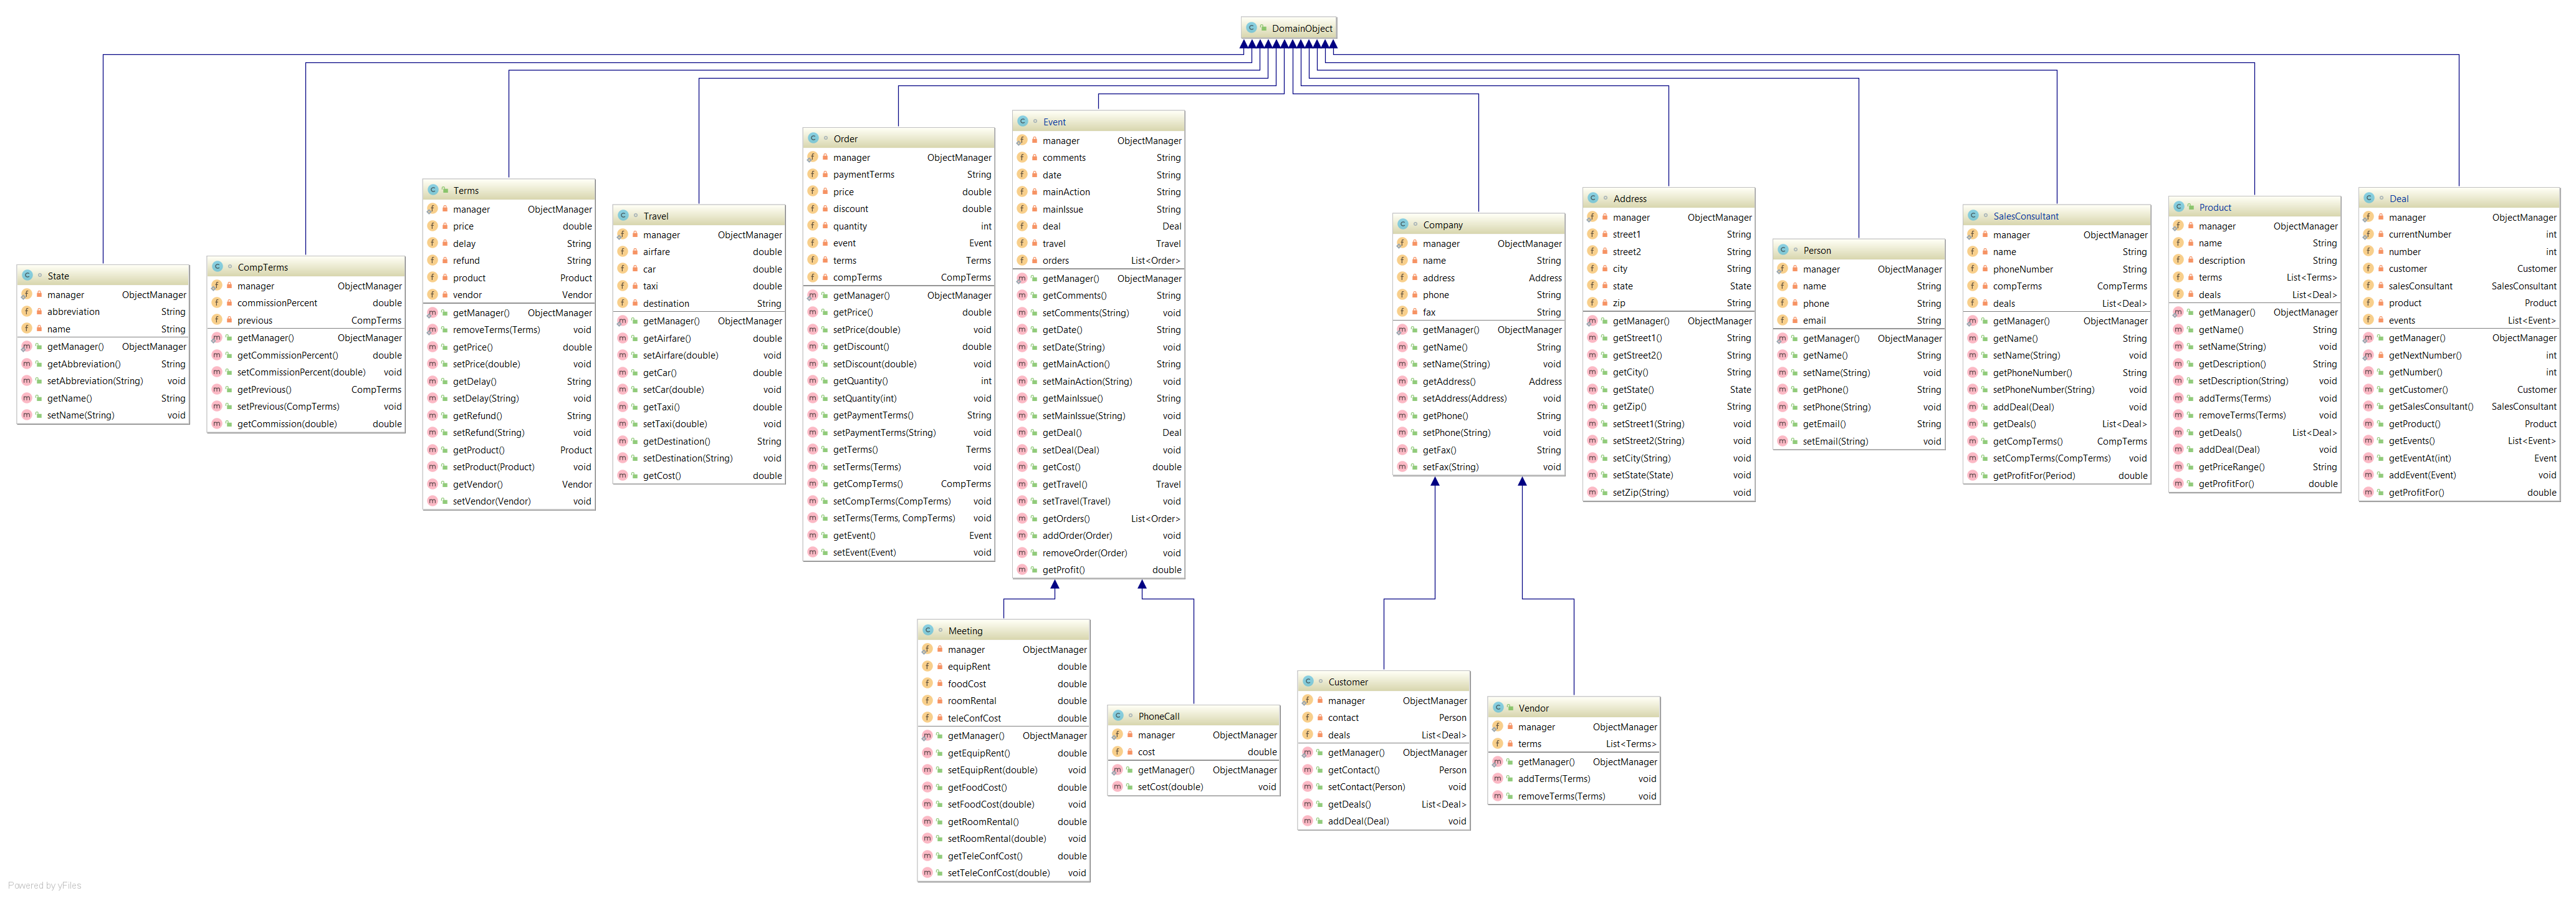 DomainObject
State
manager ObjectManager
abbreviation String
name String
getManager() ObjectManager
getAbbreviation() String
setAbbreviation(String) void
getName() String
setName(String) void
CompTerms
manager ObjectManager
commissionPercent double
previous CompTerms
getManager() ObjectManager
getCommissionPercent() double
setCommissionPercent(double) void
getPrevious() CompTerms
setPrevious(CompTerms) void
getCommission(double) double
Terms
manager ObjectManager
price double
delay String
refund String
product Product
vendor Vendor
getManager() ObjectManager
removeTerms(Terms) void
getPrice() double
setPrice(double) void
getDelay() String
setDelay(String) void
getRefund() String
setRefund(String) void
getProduct() Product
setProduct(Product) void
getVendor() Vendor
setVendor(Vendor) void
Travel
manager ObjectManager
airfare double
car double
taxi double
destination String
getManager() ObjectManager
getAirfare() double
setAirfare(double) void
getCar() double
setCar(double) void
getTaxi() double
setTaxi(double) void
getDestination() String
setDestination(String) void
getCost() double
Order
manager ObjectManager
paymentTerms String
price double
discount double
quantity int
event Event
terms Terms
compTerms CompTerms
getManager() ObjectManager
getPrice() double
setPrice(double) void
getDiscount() double
setDiscount(double) void
getQuantity() int
setQuantity(int) void
getPaymentTerms() String
setPaymentTerms(String) void
getTerms() Terms
setTerms(Terms) void
getCompTerms() CompTerms
setCompTerms(CompTerms) void
setTerms(Terms, CompTerms) void
getEvent() Event
setEvent(Event) void
Event
manager ObjectManager
comments String
date String
mainAction String
mainIssue String
deal Deal
travel Travel
orders List<Order>
getManager() ObjectManager
getComments() String
setComments(String) void
getDate() String
setDate(String) void
getMainAction() String
setMainAction(String) void
getMainIssue() String
setMainIssue(String) void
getDeal() Deal
setDeal(Deal) void
getCost() double
getTravel() Travel
setTravel(Travel) void
getOrders() List<Order>
addOrder(Order) void
removeOrder(Order) void
getProfit() double
Company
manager ObjectManager
name String
address Address
phone String
fax String
getManager() ObjectManager
getName() String
setName(String) void
getAddress() Address
setAddress(Address) void
getPhone() String
setPhone(String) void
getFax() String
setFax(String) void
Address
manager ObjectManager
street1 String
street2 String
city String
state State
zip String
getManager() ObjectManager
getStreet1() String
getStreet2() String
getCity() String
getState() State
getZip() String
setStreet1(String) void
setStreet2(String) void
setCity(String) void
setState(State) void
setZip(String) void
Person
manager ObjectManager
name String
phone String
email String
getManager() ObjectManager
getName() String
setName(String) void
getPhone() String
setPhone(String) void
getEmail() String
setEmail(String) void
SalesConsultant
manager ObjectManager
name String
phoneNumber String
compTerms CompTerms
deals List<Deal>
getManager() ObjectManager
getName() String
setName(String) void
getPhoneNumber() String
setPhoneNumber(String) void
addDeal(Deal) void
getDeals() List<Deal>
getCompTerms() CompTerms
setCompTerms(CompTerms) void
getProfitFor(Period) double
Product
manager ObjectManager
name String
description String
terms List<Terms>
deals List<Deal>
getManager() ObjectManager
getName() String
setName(String) void
getDescription() String
setDescription(String) void
addTerms(Terms) void
removeTerms(Terms) void
getDeals() List<Deal>
addDeal(Deal) void
getPriceRange() String
getProfitFor() double
Deal
manager ObjectManager
currentNumber int
number int
customer Customer
salesConsultant SalesConsultant
product Product
events List<Event>
getManager() ObjectManager
getNextNumber() int
getNumber() int
getCustomer() Customer
getSalesConsultant() SalesConsultant
getProduct() Product
getEvents() List<Event>
getEventAt(int) Event
addEvent(Event) void
getProfitFor() double
Meeting
manager ObjectManager
equipRent double
foodCost double
roomRental double
teleConfCost double
getManager() ObjectManager
getEquipRent() double
setEquipRent(double) void
getFoodCost() double
setFoodCost(double) void
getRoomRental() double
setRoomRental(double) void
getTeleConfCost() double
setTeleConfCost(double) void
PhoneCall
manager ObjectManager
cost double
getManager() ObjectManager
setCost(double) void
Customer
manager ObjectManager
contact Person
deals List<Deal>
getManager() ObjectManager
getContact() Person
setContact(Person) void
getDeals() List<Deal>
addDeal(Deal) void
Vendor
manager ObjectManager
terms List<Terms>
getManager() ObjectManager
addTerms(Terms) void
removeTerms(Terms) void
Powered by yFiles